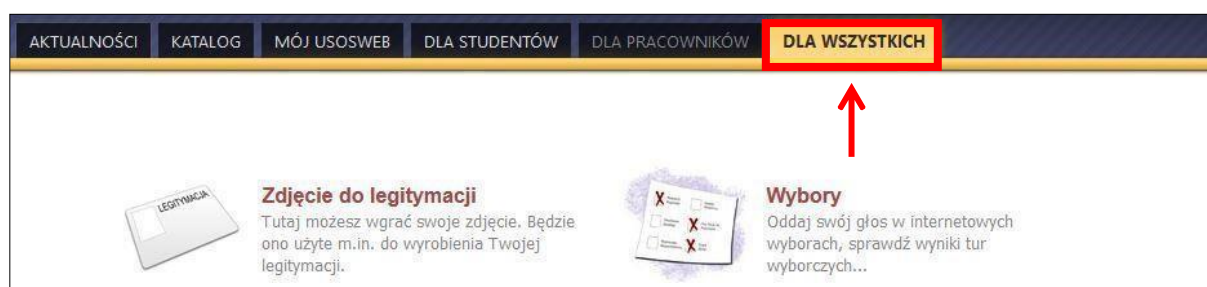 AKTUALNOŚCI KATALOG MÓJ USOSWEB DLA STUDENTÓW DLA PRACOWNIKÓW DLA WSZYSTKICH
LEGITYMACJA
Zdjęcie do legitymacji
Tutaj możesz wgrać swoje zdjęcie. Będzie
ono użyte m.in. do wyrobienia Twojej
legitymacji.
Wybory
Oddaj swój głos w internetowych
wyborach, sprawdź wyniki tur
wyborczych...